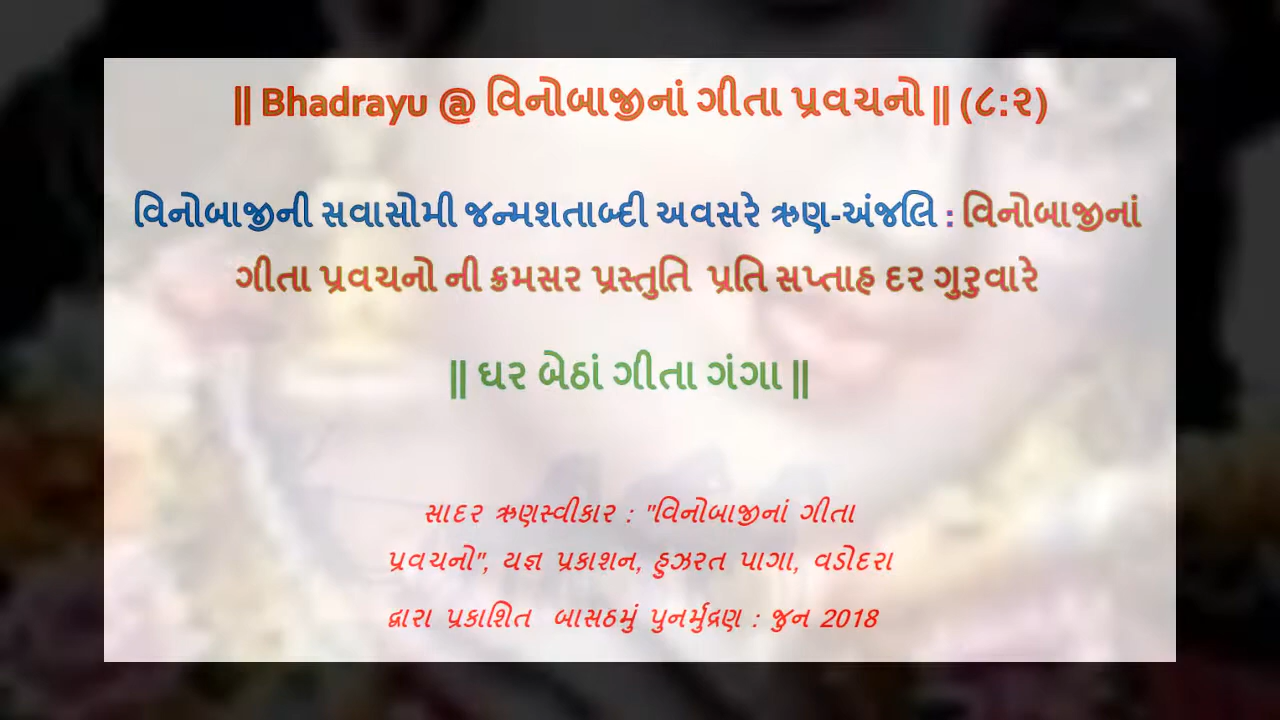 || Bhadrayu @ વિનોબાજીનાં ગીતા પ્રવચનો || (૮:૨)
વિનોબાજીની સવાસોમી જન્મશતાબ્દી અવસરે ઋણ-અંજલિ : વિનોબાજીનાં
ગીતા પ્રવચનો ની ક્રમસર પ્રસ્તુતિ પ્રતિ સપ્તાહ દર ગુરુવારે
|| ઘર બેઠાં ગીતા ગંગા ||
સાદર ઋણસ્વીકાર : "વિનોબાજીનાં ગીતા
પ્રવચનો", યજ્ઞ પ્રકાશન, હુઝરત પાગા, વડોદરા
દ્વારા પ્રકાશિત બાસઠમું પુનર્મુદ્રણ : જુન 2018